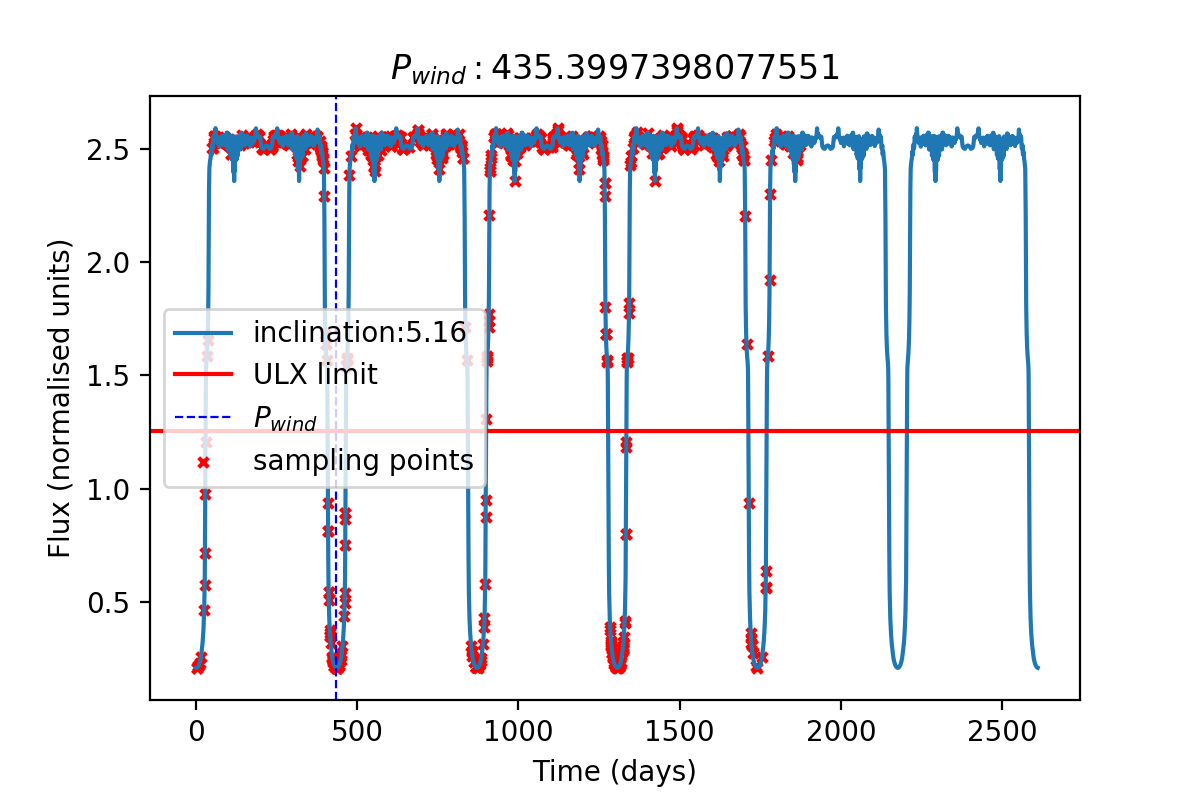 P_wind : 435.3997398077551
Flux (normalised units)
2.5
2.0
1.5
1.0
0.5
inclination:5.16
ULX limit
P_wind
sampling points
0 500 1000 1500 2000 2500
Time (days)